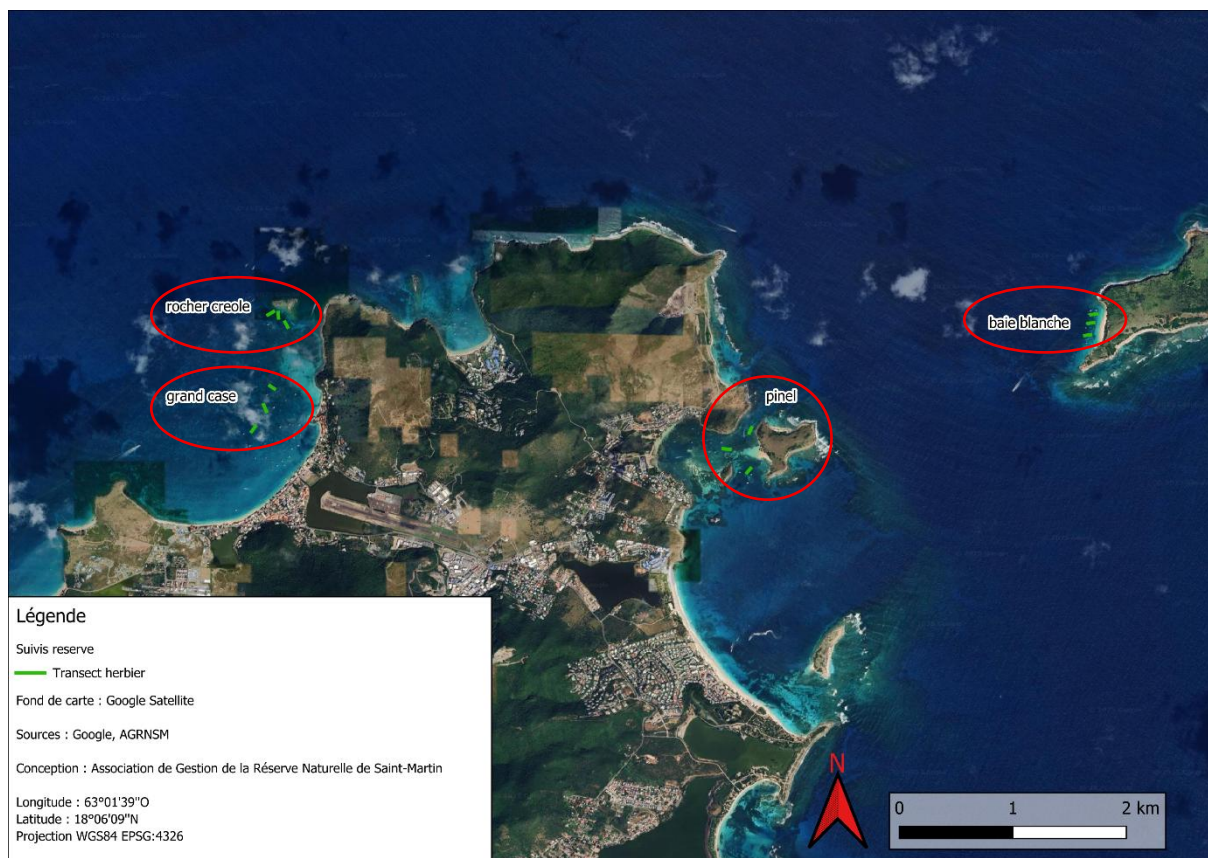 rocher creole
baie blanche
grand case
pinel
Légende
Suivis reserve
Transect herbier
Fond de carte : Google Satellite
Sources : Google, AGRNSM
Conception : Association de Gestion de la Réserve Naturelle de Saint-Martin
Longitude : 63°01'39"O
Latitude : 18°06'09"N
Projection WGS84 EPSG:4326
N
0 1 2 km